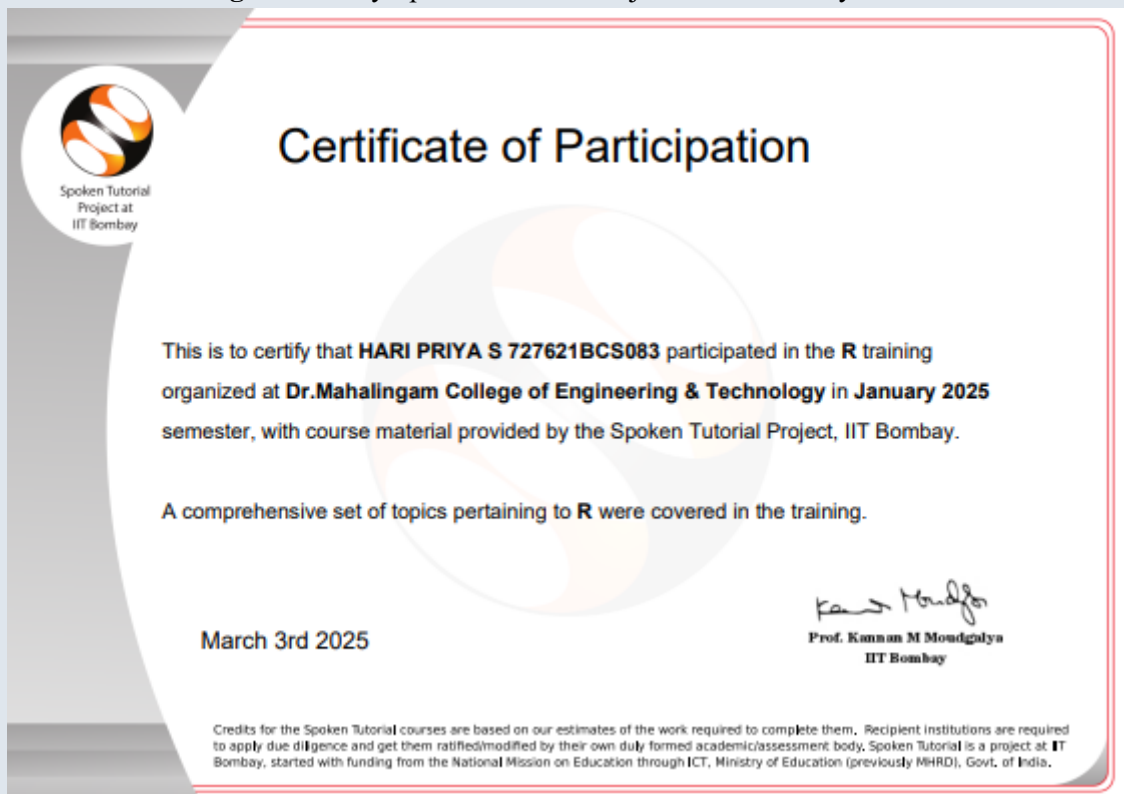 Certificate of Participation
Spoken Tutorial
Project at
IIT Bombay
This is to certify that HARI PRIYA S 727621BCS083 participated in the R training
organized at Dr.Mahalingam College of Engineering & Technology in January 2025
semester, with course material provided by the Spoken Tutorial Project, IIT Bombay.
A comprehensive set of topics pertaining to R were covered in the training.
March 3rd 2025
Prof. Kannan M Moudgalya
IIT Bombay
Credits for the Spoken Tutorial courses are based on our estimates of the work required to complete them. Recipient institutions are required
to apply due diligence and get them ratified/modified by their own duly formed academic/assessment body. Spoken Tutorial is a project at IIT
Bombay, started with funding from the National Mission on Education through ICT, Ministry of Education (previously MHRD), Govt. of India.